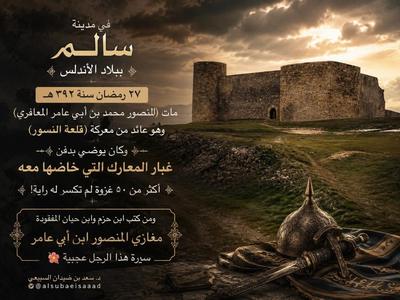 في مدينة
سالم
ببلاد الأندلس
٢٧ رمضان سنة ٣٩٢ هـ
مات (المنصور محمد بن أبي عامر المعافري)
وهو عائد من معركة (قلعة النسور)
وكان يوصي بدفن
غبار المعارك التي خاضها معه
أكثر من ٥٠ غزوة لم تكسر له راية!
ومن كتب ابن حزم وابن حيان المفقودة
مغازي المنصور ابن أبي عامر
سيرة هذا الرجل عجيبة
د. سعد بن ضيدان السبيعي
@alsubaeisaaad